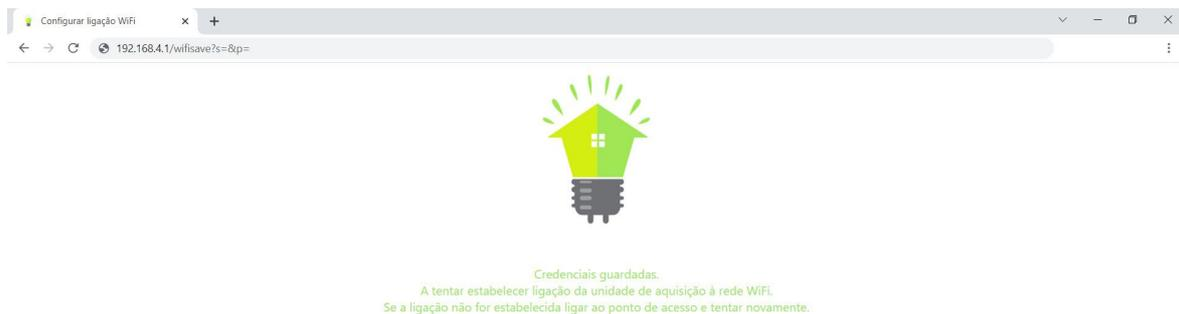 Configurar ligação WiFi
192.168.4.1/wifisave?s=&p=
Credenciais guardadas.
A tentar estabelecer ligação da unidade de aquisição à rede WiFi.
Se a ligação não for estabelecida ligar ao ponto de acesso e tentar novamente.